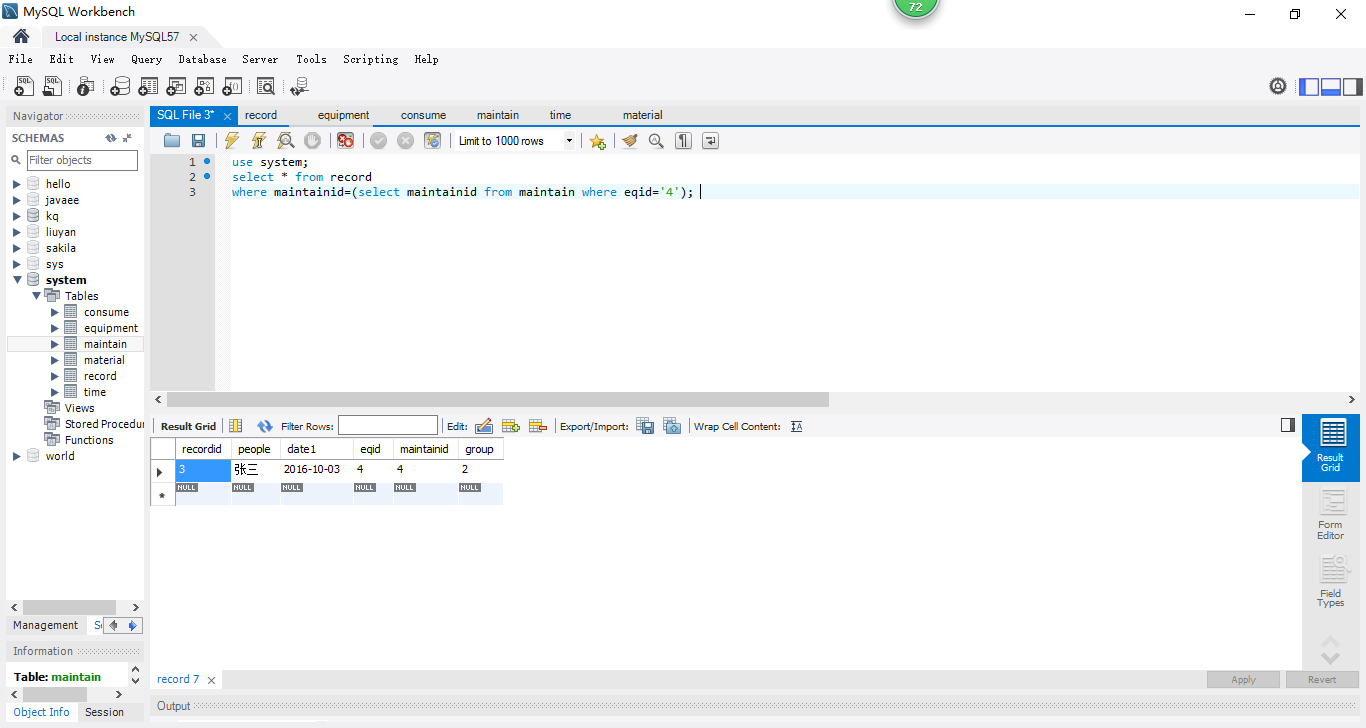 72
MySQL Workbench
Local instance MySQL57
File Edit View Query Database Server Tools Scripting Help
Navigator
SCHEMAS
Filter objects
hello
javaee
kq
liuyan
sakila
sys
system
Tables
consume
equipment
maintain
material
record
time
Views
Stored Procedur
Functions
world
Management
Information
Table: maintain
Object Info Session
SQL File 3* record equipment consume maintain time material
Limit to 1000 rows
1 use system;
2 select * from record
3 where maintainid=(select maintainid from maintain where eqid='4');
Result Grid Filter Rows: Edit: Export/Import: Wrap Cell Content:
recordid people date1 eqid maintainid group
3 张三 2016-10-03 4 4 2
NULL NULL NULL NULL NULL NULL
Result
Grid
Form
Editor
Field
Types
record 7
Apply Revert
Output